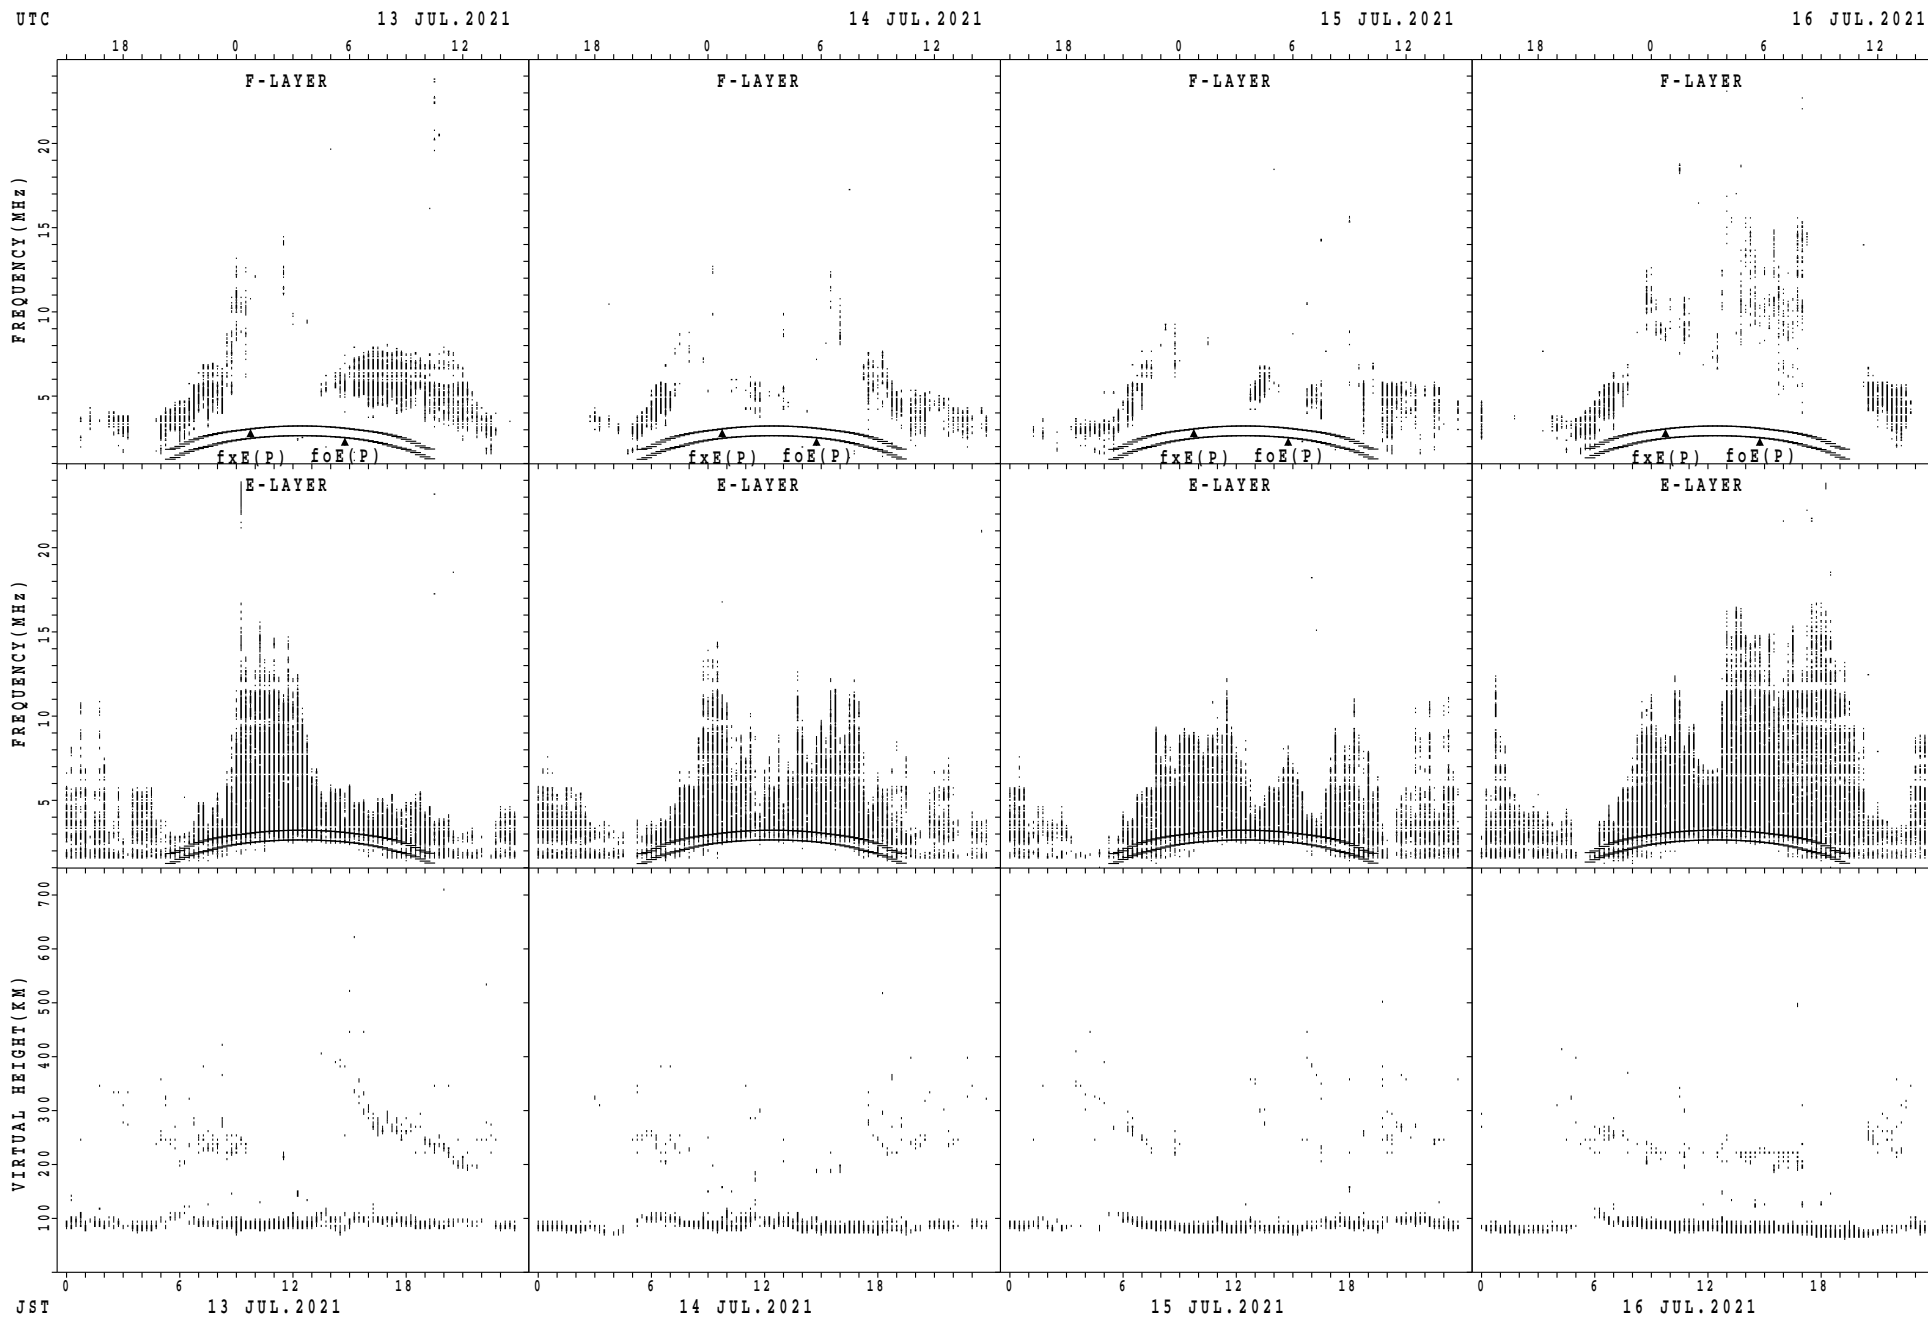 UTC 13 JUL.2021 14 JUL.2021 15 JUL.2021 16 JUL.2021
18 0 6 12 18 0 6 12 18 0 6 12 18 0 6 12
F-LAYER F-LAYER F-LAYER F-LAYER
FREQUENCY(MHz)
20
15
10
5
fxE(P) foE(P) fxE(P) foE(P) fxE(P) foE(P) fxE(P) foE(P)
E-LAYER E-LAYER E-LAYER E-LAYER
FREQUENCY(MHz)
20
15
10
5
VIRTUAL HEIGHT(KM)
700
600
500
400
300
200
100
0 6 12 18 0 6 12 18 0 6 12 18 0 6 12 18
JST 13 JUL.2021 14 JUL.2021 15 JUL.2021 16 JUL.2021